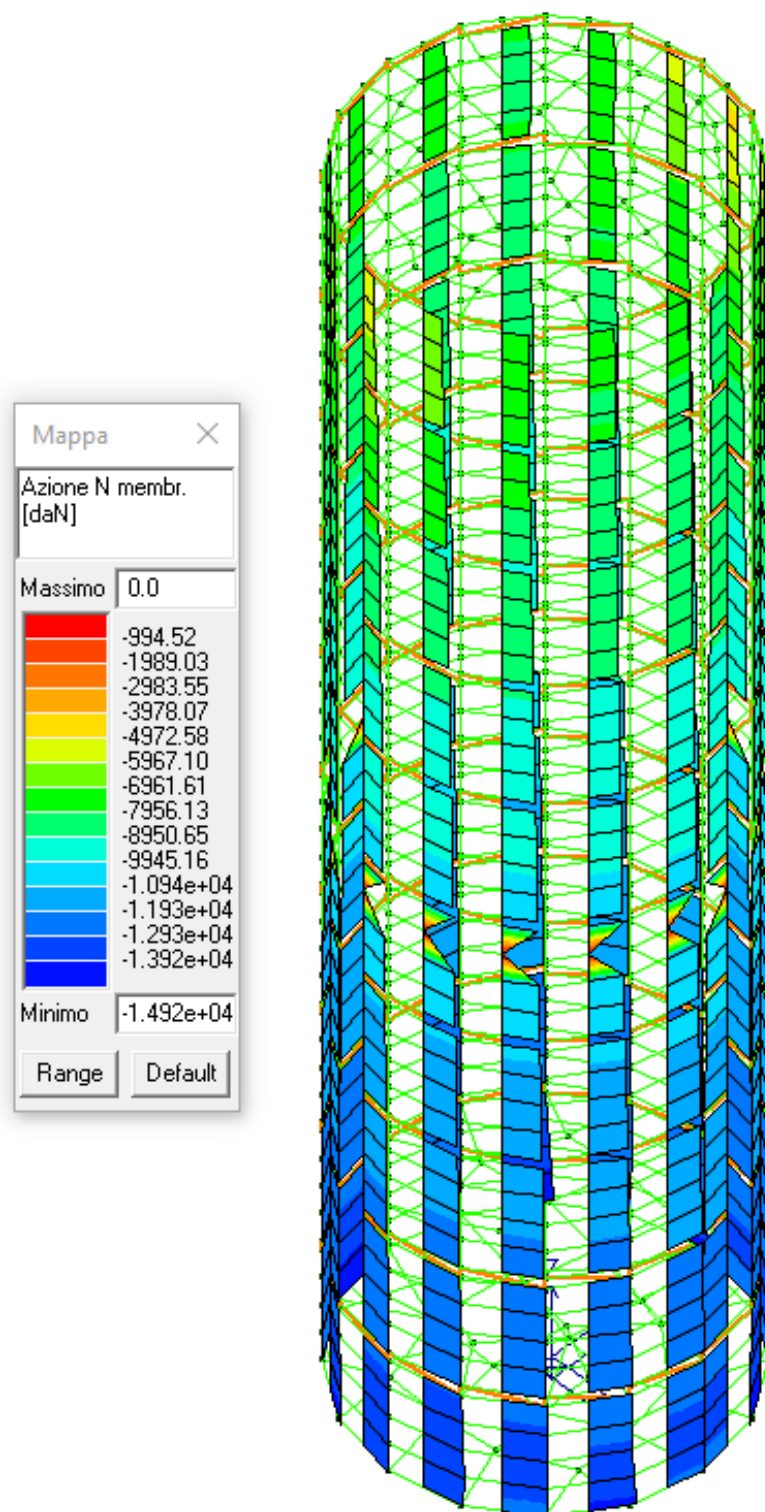 Mappa
Azione N membr.
[daN]
Massimo 0.0
-994.52
-1989.03
-2983.55
-3978.07
-4972.58
-5967.10
-6961.61
-7956.13
-8950.65
-9945.16
-1.094e+04
-1.193e+04
-1.293e+04
-1.392e+04
Minimo -1.492e+04
Range Default